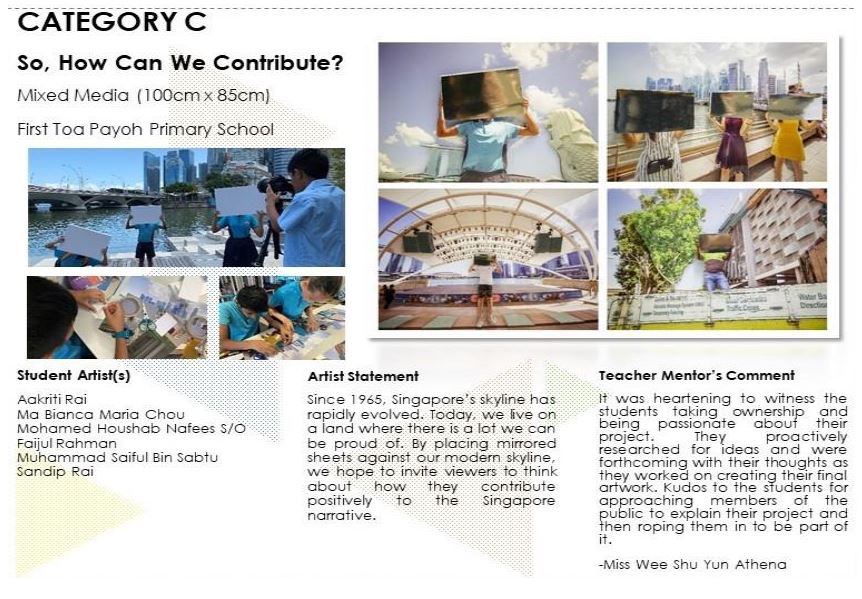 CATEGORY C
So, How Can We Contribute?
Mixed Media (100cm x 85cm)
First Toa Payoh Primary School
Student Artist(s)
Aakriti Rai
Ma Bianca Maria Chou
Mohamed Houshab Nafees S/O
Faijul Rahman
Muhammad Saiful Bin Sabtu
Sandip Rai
Artist Statement
Since 1965, Singapore's skyline has
rapidly evolved. Today, we live on
a land where there is a lot we can
be proud of. By placing mirrored
sheets against our modern skyline,
we hope to invite viewers to think
about how they contribute
positively to the Singapore
narrative.
Teacher Mentor's Comment
It was heartening to witness the
students taking ownership and
being passionate about their
project. They proactively
researched for ideas and were
forthcoming with their thoughts as
they worked on creating their final
artwork. Kudos to the students for
approaching members of the
public to explain their project and
then roping them in to be part of
it.
-Miss Wee Shu Yun Athena
Traffic Cones
Water Ba
Direction